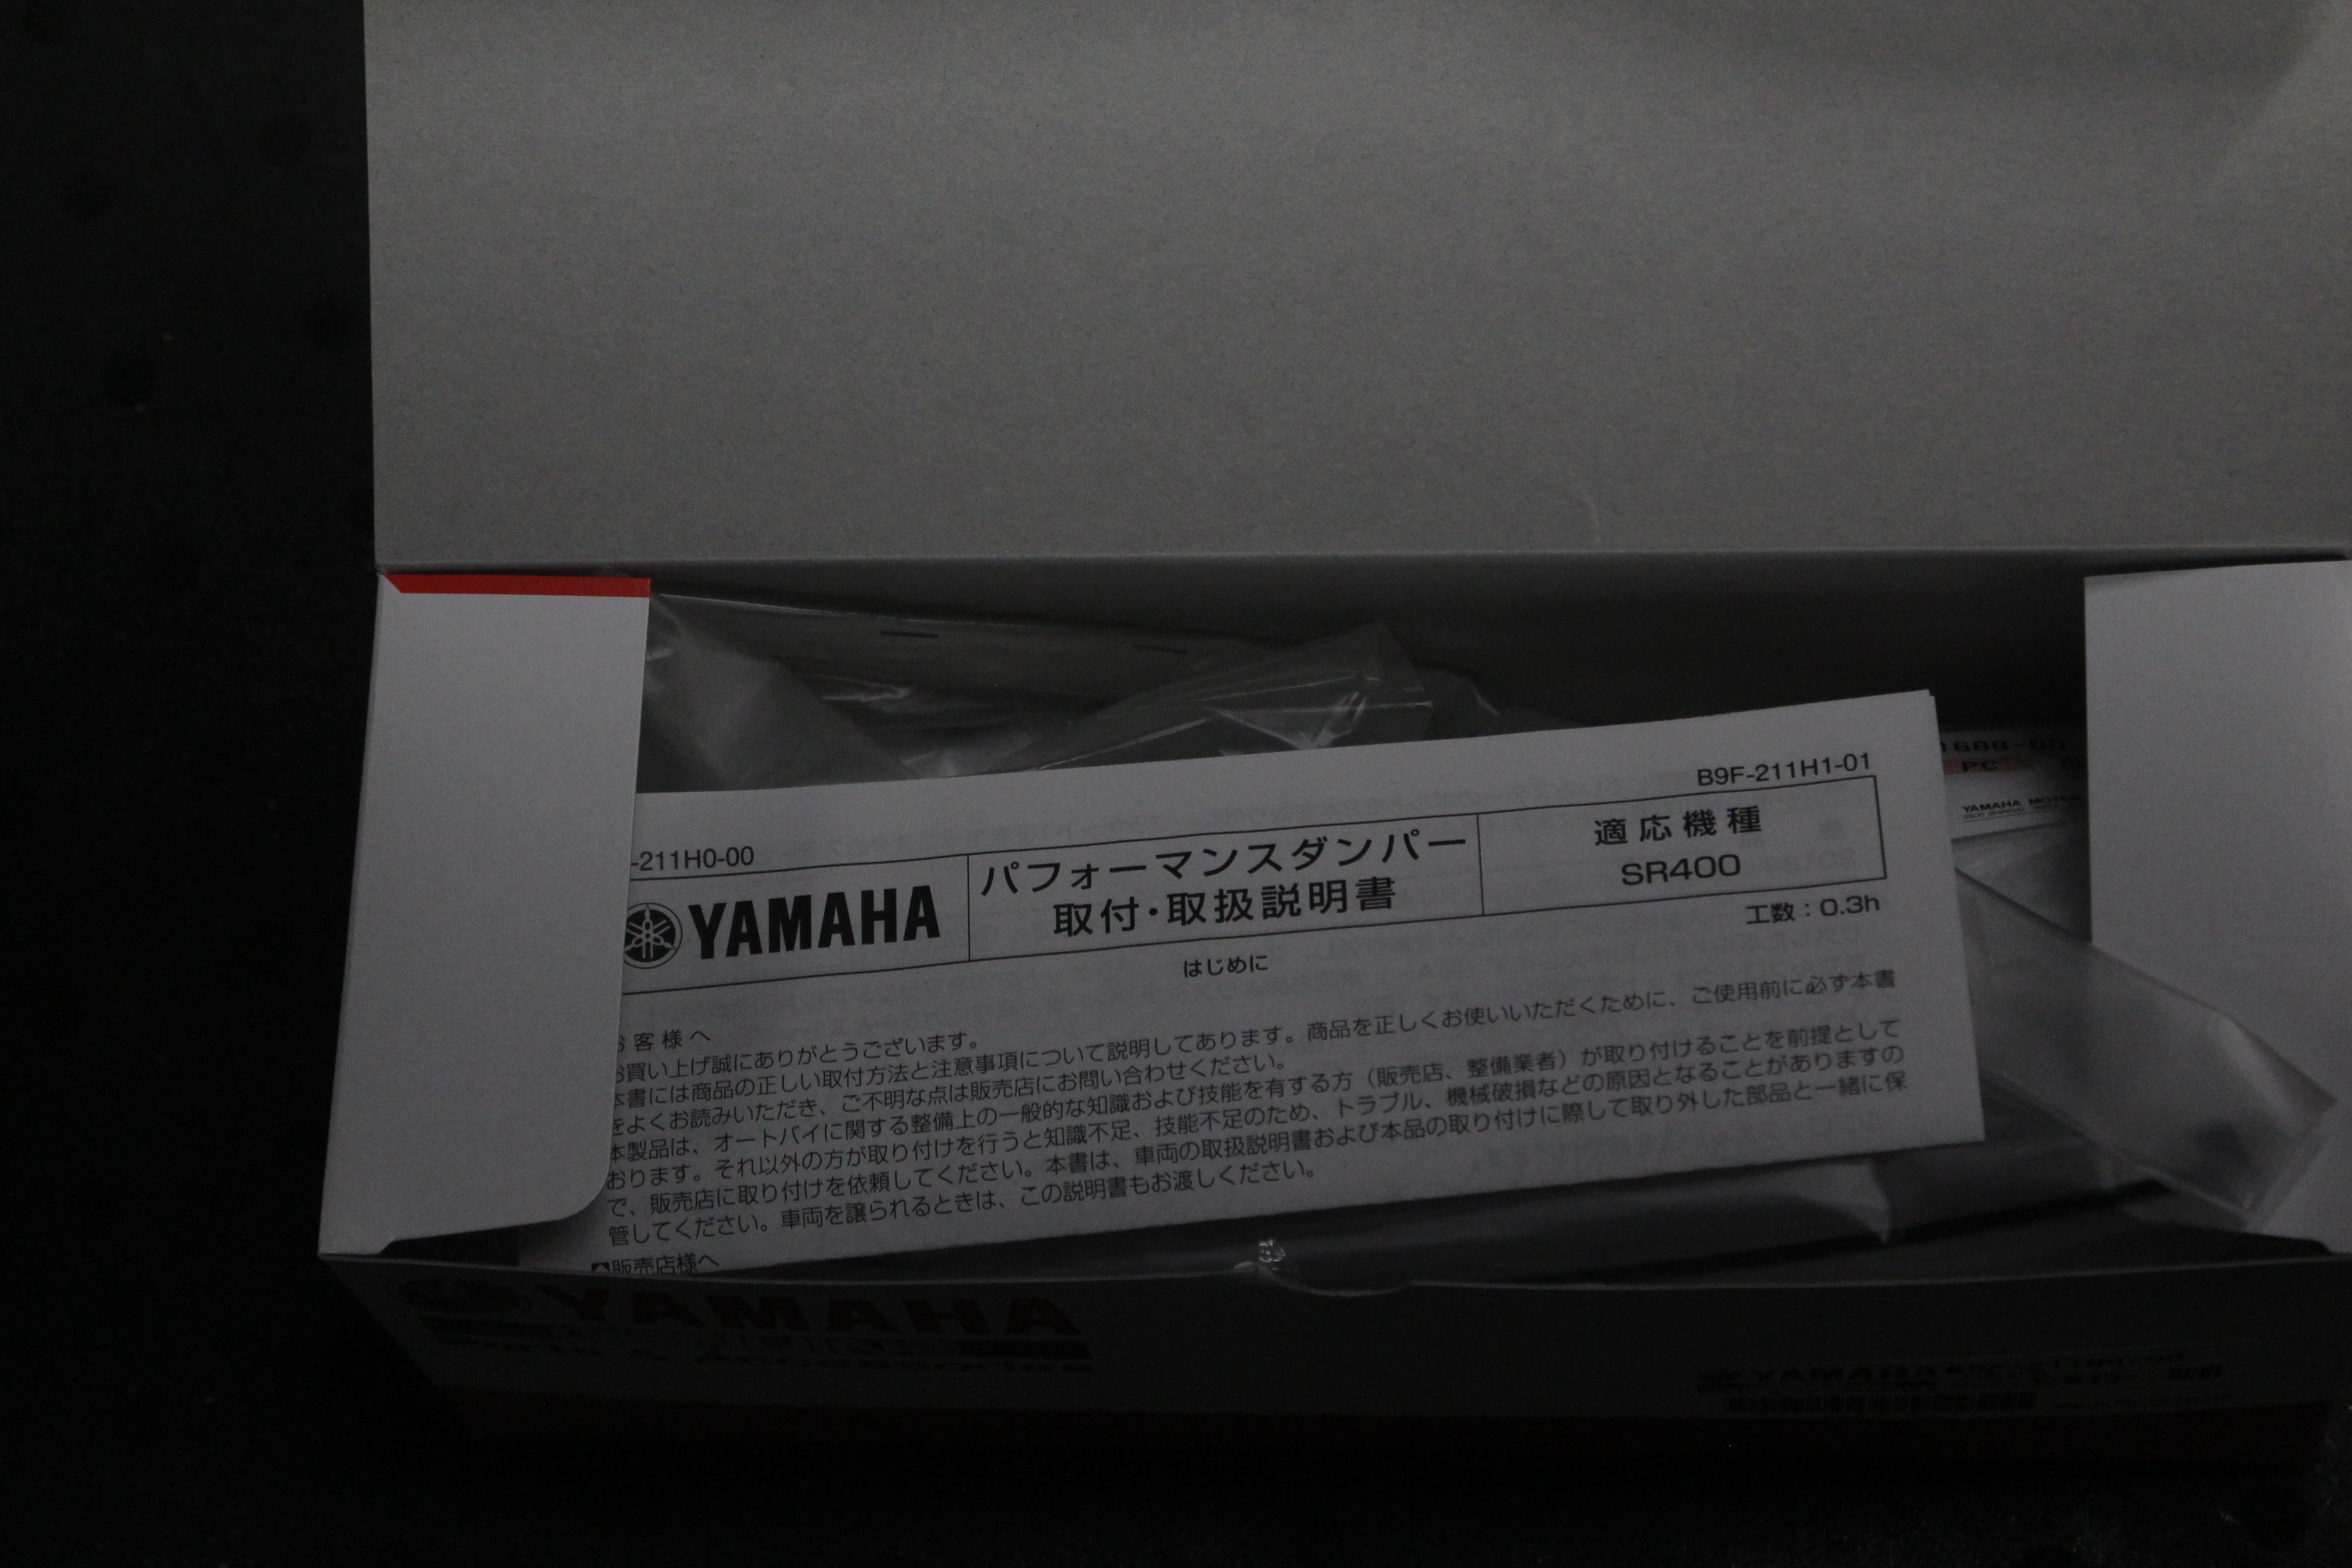 1688-00
PC
YAMAHA MOTOR
B9F-211H1-01
-211H0-00
YAMAHA
パフォーマンスダンパー
取付・取扱説明書
適応機種
SR400
工数：0.3h
はじめに
お客様へ
お買い上げ誠にありがとうございます。
本書には商品の正しい取付方法と注意事項について説明してあります。商品を正しくお使いいただくために、ご使用前に必ず本書
をよくお読みいただき、ご不明な点は販売店にお問い合わせください。
本製品は、オートバイに関する整備上の一般的な知識および技能を有する方（販売店、整備業者）が取り付けることを前提として
おります。それ以外の方が取り付けを行うと知識不足、技能不足のため、トラブル、機械破損などの原因となることがありますの
で、販売店に取り付けを依頼してください。本書は、車両の取扱説明書および本品の取り付けに際して取り外した部品と一緒に保
管してください。車両を譲られるときは、この説明書もお渡しください。
販売店様へ
YAMAHA
Parts & Accessories
YAMAHA